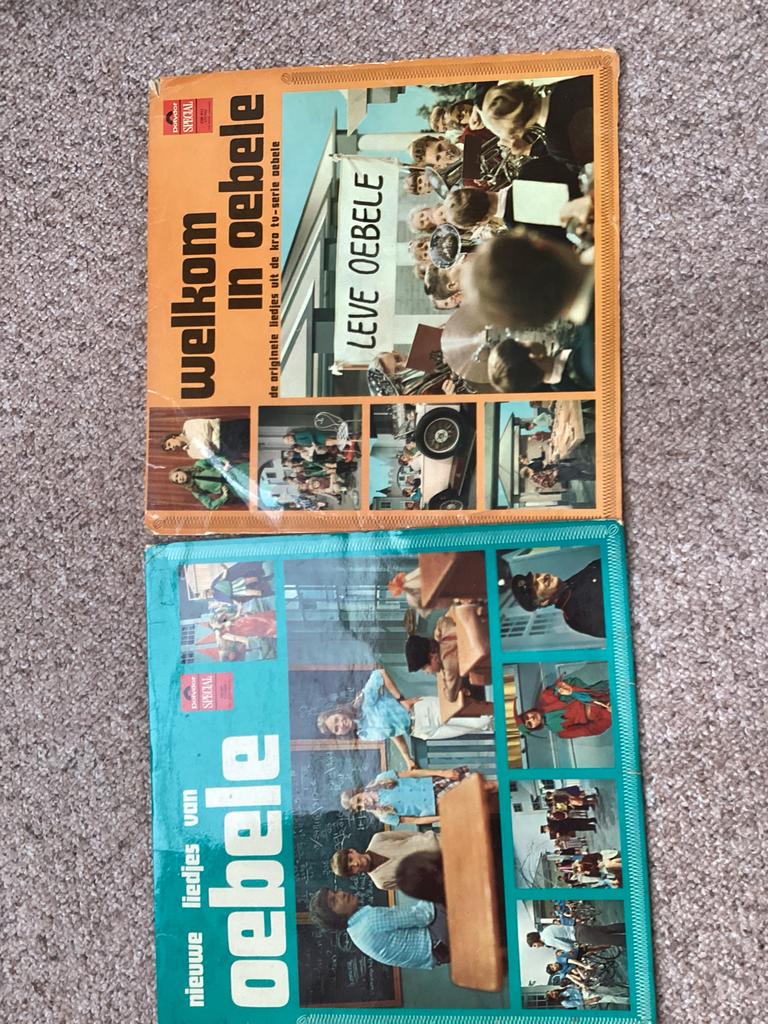 polydor
SPECIAL
welkom
in oebele
de originele liedjes uit de kro tv-serie oebele
LEVE OEBELE
polydor
SPECIAL
nieuwe liedjes van
oebele